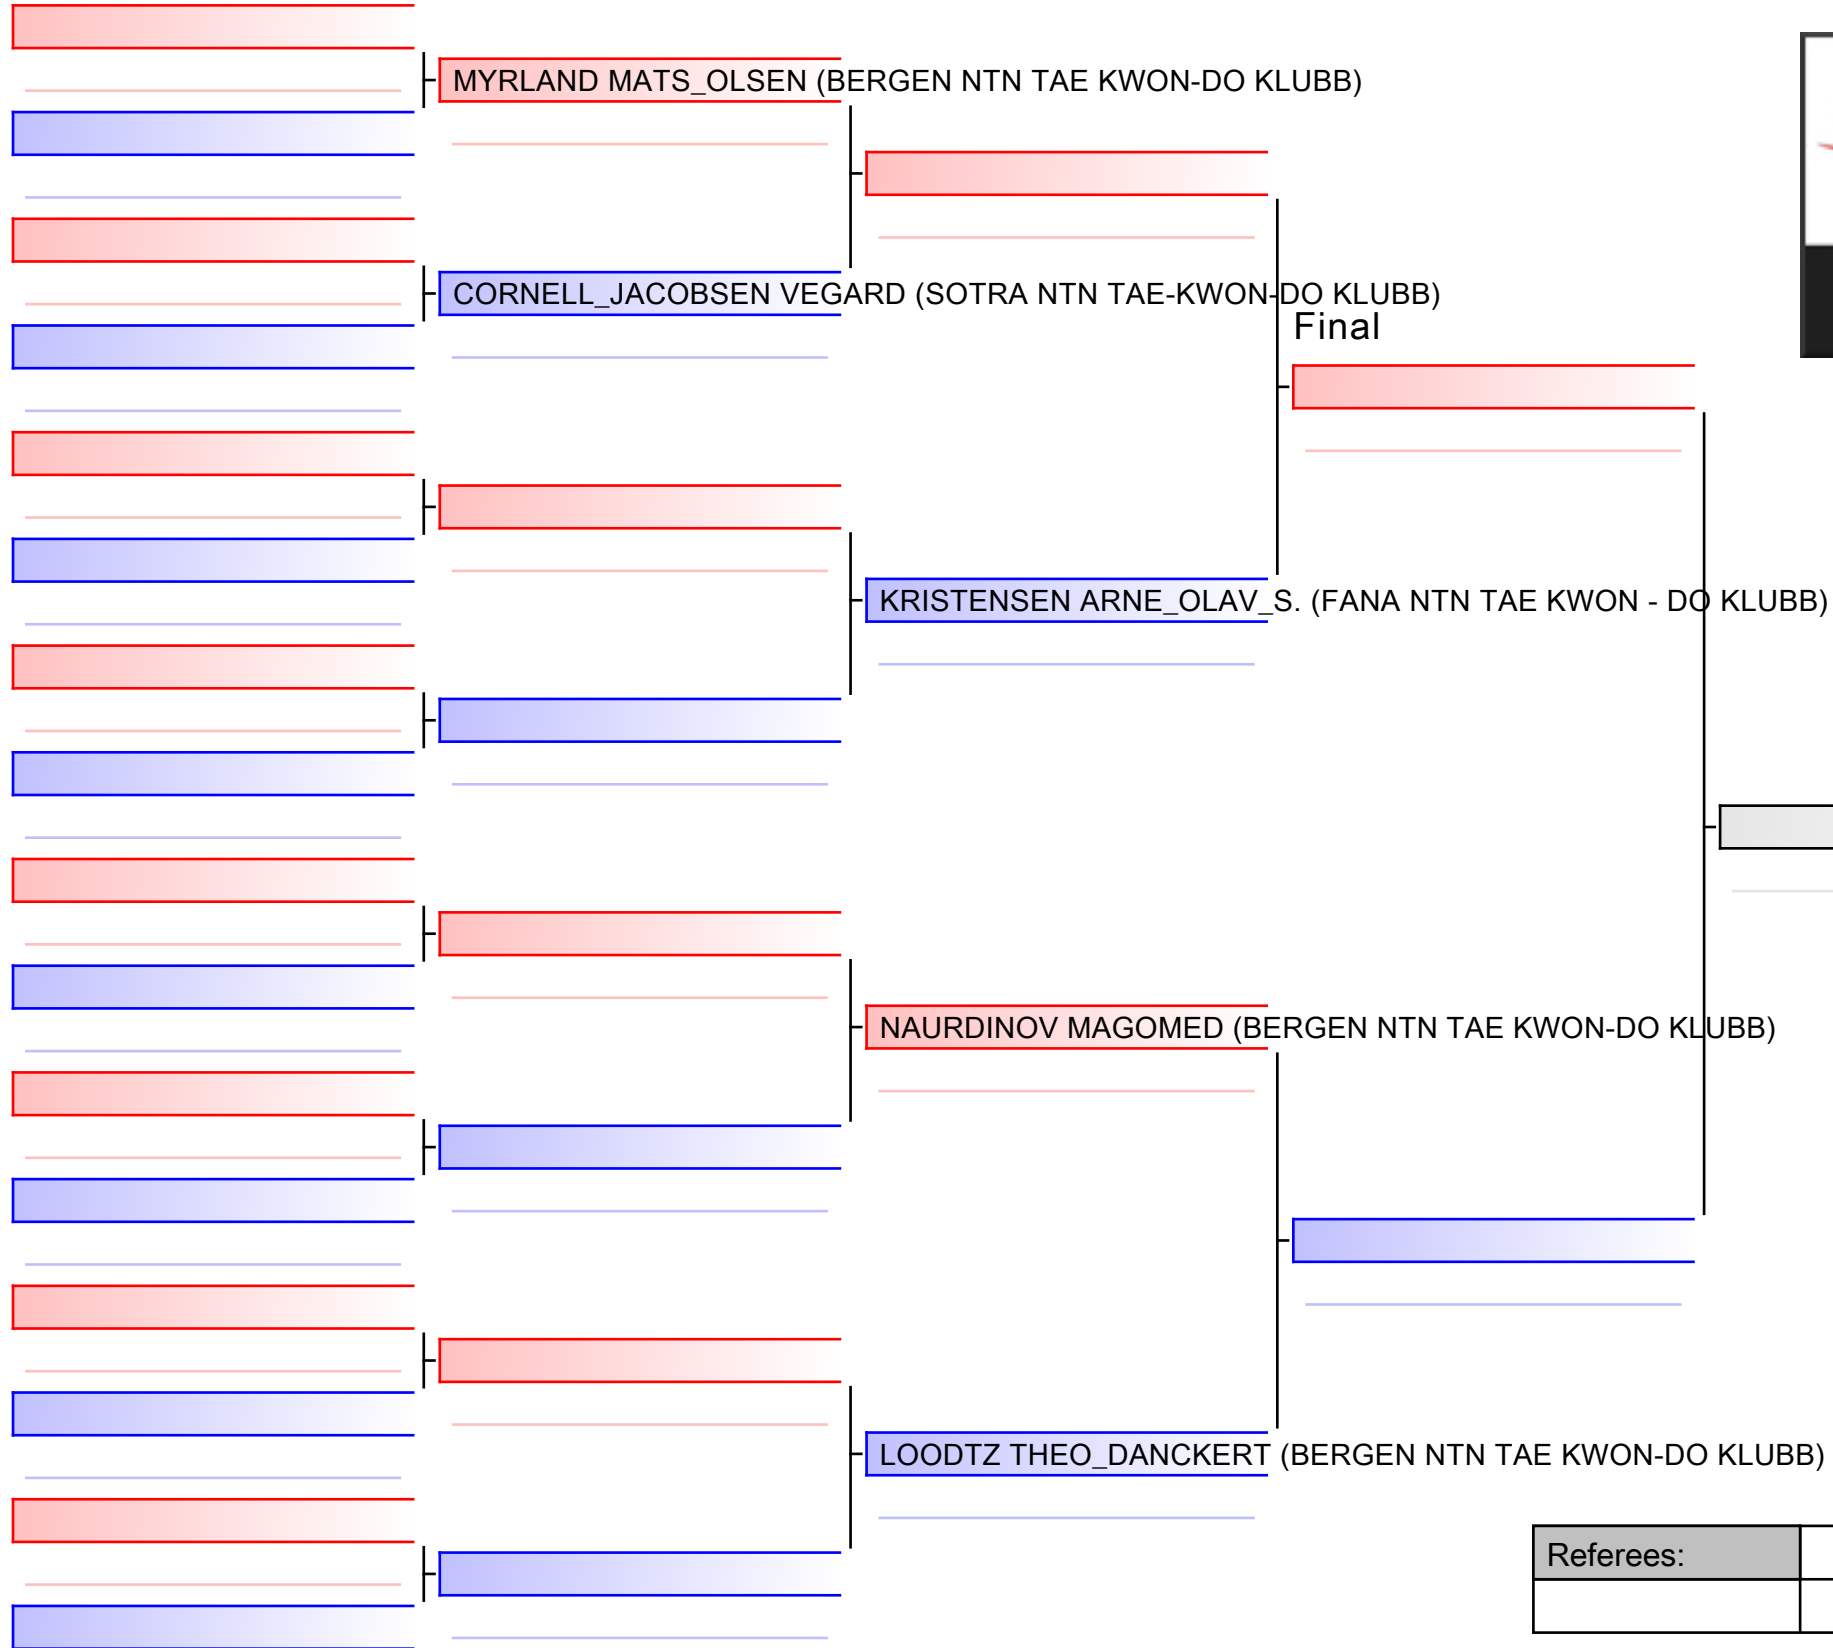 MYRLAND MATS_OLSEN (BERGEN NTN TAE KWON-DO KLUBB)
CORNELL_JACOBSEN VEGARD (SOTRA NTN TAE-KWON-DO KLUBB)
Final
KRISTENSEN ARNE_OLAV_S. (FANA NTN TAE KWON - DO KLUBB)
NAURDINOV MAGOMED (BERGEN NTN TAE KWON-DO KLUBB)
LOODTZ THEO_DANCKERT (BERGEN NTN TAE KWON-DO KLUBB)
Referees: